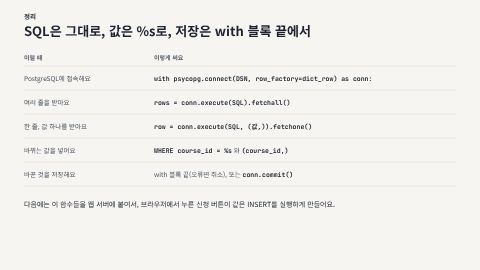 정리
SQL은 그대로, 값은 %s로, 저장은 with 블록 끝에서
이럴 때 이렇게 써요
PostgreSQL에 접속해요 with psycopg.connect(DSN, row_factory=dict_row) as conn:
여러 줄을 받아요 rows = conn.execute(SQL).fetchall()
한 줄, 값 하나를 받아요 row = conn.execute(SQL, (값,)).fetchone()
바뀌는 값을 넣어요 WHERE course_id = %s 와 (course_id,)
바꾼 것을 저장해요 with 블록 끝(오류면 취소), 또는 conn.commit()
다음에는 이 함수들을 웹 서버에 붙여서, 브라우저에서 누른 신청 버튼이 같은 INSERT를 실행하게 만들어요.